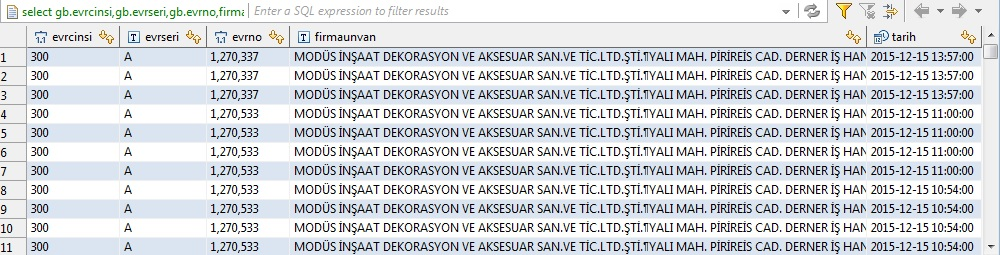 select gb.evrcinsi,gb.evrseri,gb.evrno,firma Enter a SQL expression to filter results
evrcinsi evrseri evrno firmaunvan tarih
1 300 A 1,270,337 MODÜS İNŞAAT DEKORASYON VE AKSESUAR SAN.VE TİC.LTD.ŞTİ.¶YALI MAH. PİRİREİS CAD. DERNER İŞ HAN 2015-12-15 13:57:00
2 300 A 1,270,337 MODÜS İNŞAAT DEKORASYON VE AKSESUAR SAN.VE TİC.LTD.ŞTİ.¶YALI MAH. PİRİREİS CAD. DERNER İŞ HAN 2015-12-15 13:57:00
3 300 A 1,270,337 MODÜS İNŞAAT DEKORASYON VE AKSESUAR SAN.VE TİC.LTD.ŞTİ.¶YALI MAH. PİRİREİS CAD. DERNER İŞ HAN 2015-12-15 13:57:00
4 300 A 1,270,533 MODÜS İNŞAAT DEKORASYON VE AKSESUAR SAN.VE TİC.LTD.ŞTİ.¶YALI MAH. PİRİREİS CAD. DERNER İŞ HAN 2015-12-15 11:00:00
5 300 A 1,270,533 MODÜS İNŞAAT DEKORASYON VE AKSESUAR SAN.VE TİC.LTD.ŞTİ.¶YALI MAH. PİRİREİS CAD. DERNER İŞ HAN 2015-12-15 11:00:00
6 300 A 1,270,533 MODÜS İNŞAAT DEKORASYON VE AKSESUAR SAN.VE TİC.LTD.ŞTİ.¶YALI MAH. PİRİREİS CAD. DERNER İŞ HAN 2015-12-15 11:00:00
7 300 A 1,270,533 MODÜS İNŞAAT DEKORASYON VE AKSESUAR SAN.VE TİC.LTD.ŞTİ.¶YALI MAH. PİRİREİS CAD. DERNER İŞ HAN 2015-12-15 11:00:00
8 300 A 1,270,533 MODÜS İNŞAAT DEKORASYON VE AKSESUAR SAN.VE TİC.LTD.ŞTİ.¶YALI MAH. PİRİREİS CAD. DERNER İŞ HAN 2015-12-15 10:54:00
9 300 A 1,270,533 MODÜS İNŞAAT DEKORASYON VE AKSESUAR SAN.VE TİC.LTD.ŞTİ.¶YALI MAH. PİRİREİS CAD. DERNER İŞ HAN 2015-12-15 10:54:00
10 300 A 1,270,533 MODÜS İNŞAAT DEKORASYON VE AKSESUAR SAN.VE TİC.LTD.ŞTİ.¶YALI MAH. PİRİREİS CAD. DERNER İŞ HAN 2015-12-15 10:54:00
11 300 A 1,270,533 MODÜS İNŞAAT DEKORASYON VE AKSESUAR SAN.VE TİC.LTD.ŞTİ.¶YALI MAH. PİRİREİS CAD. DERNER İŞ HAN 2015-12-15 10:54:00